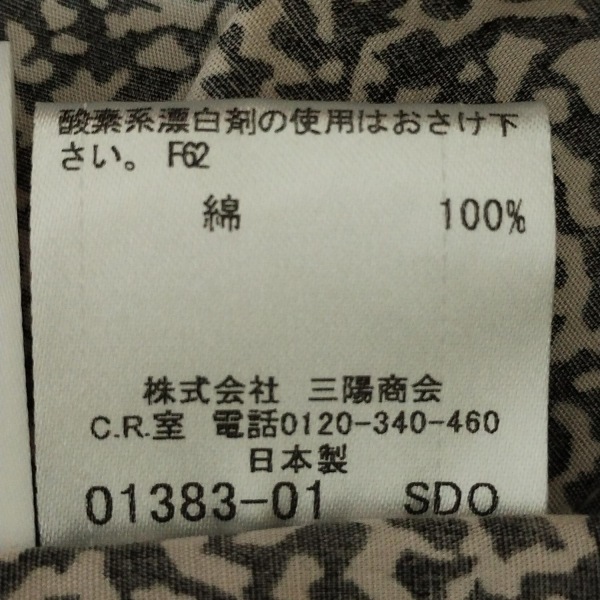 酸素系漂白剤の使用はおさけ下
さい。 F62
綿 100%
株式会社 三陽商会
C.R.室 電話0120-340-460
日本製
01383-01 SDO